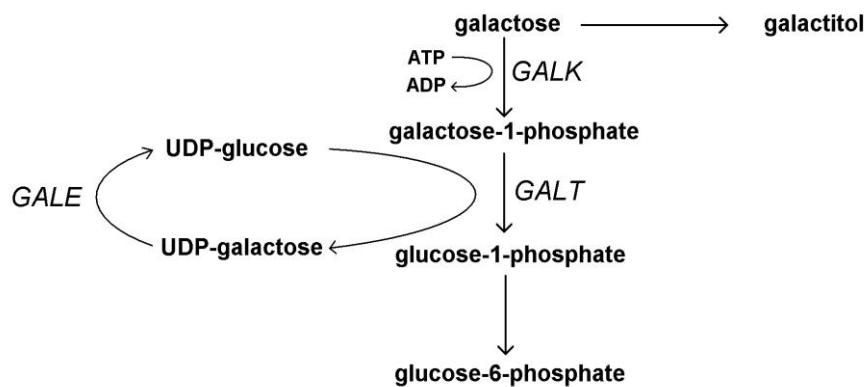 galactose
galactitol
ATP
ADP
GALK
galactose-1-phosphate
UDP-glucose
GALE
GALT
UDP-galactose
glucose-1-phosphate
glucose-6-phosphate